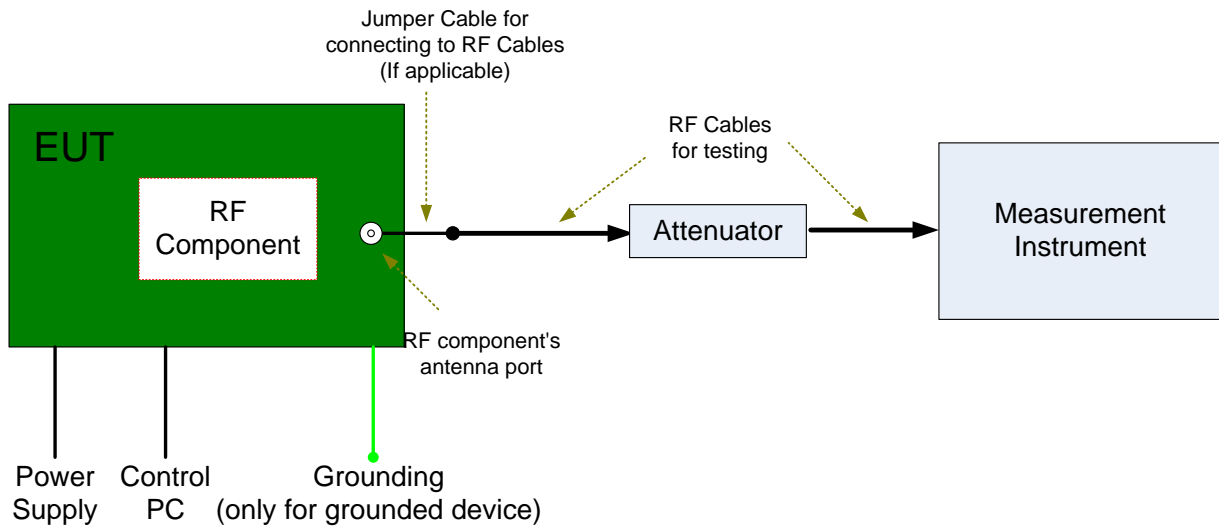 Jumper Cable for
connecting to RF Cables
(If applicable)
EUT
RF
Component
RF Cables
for testing
Attenuator
Measurement
Instrument
RF component's
antenna port
Power
Supply
Control
PC
Grounding
(only for grounded device)